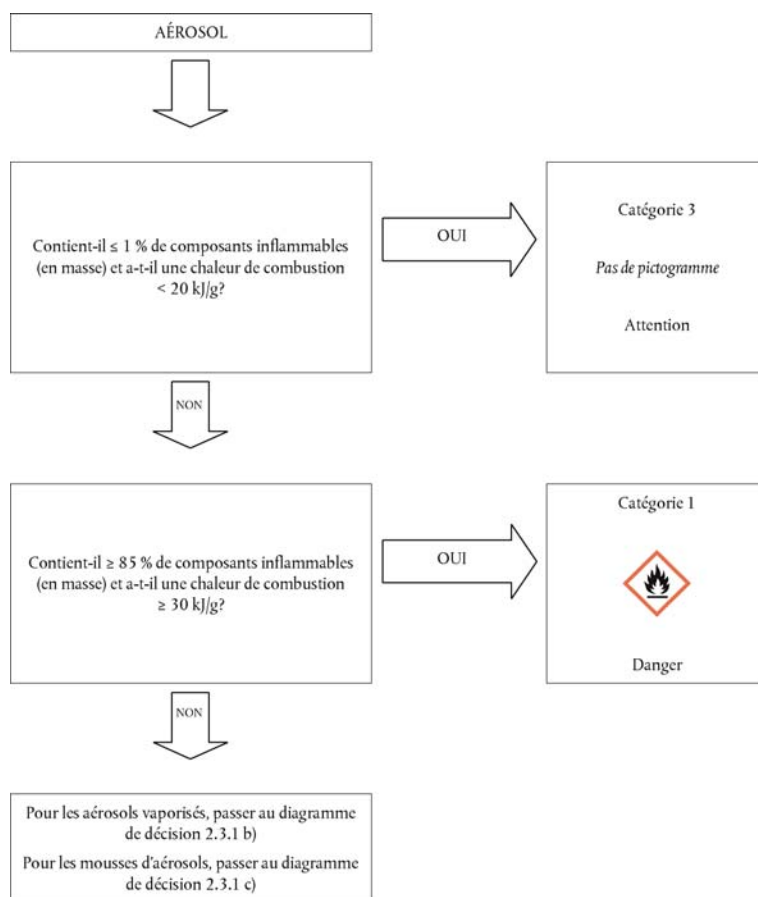 AÉROSOL
Contient-il ≤ 1 % de composants inflammables
(en masse) et a-t-il une chaleur de combustion
< 20 kJ/g?
OUI
Catégorie 3
Pas de pictogramme
Attention
NON
Contient-il ≥ 85 % de composants inflammables
(en masse) et a-t-il une chaleur de combustion
≥ 30 kJ/g?
OUI
Catégorie 1
Danger
NON
Pour les aérosols vaporisés, passer au diagramme
de décision 2.3.1 b)
Pour les mousses d'aérosols, passer au diagramme
de décision 2.3.1 c)